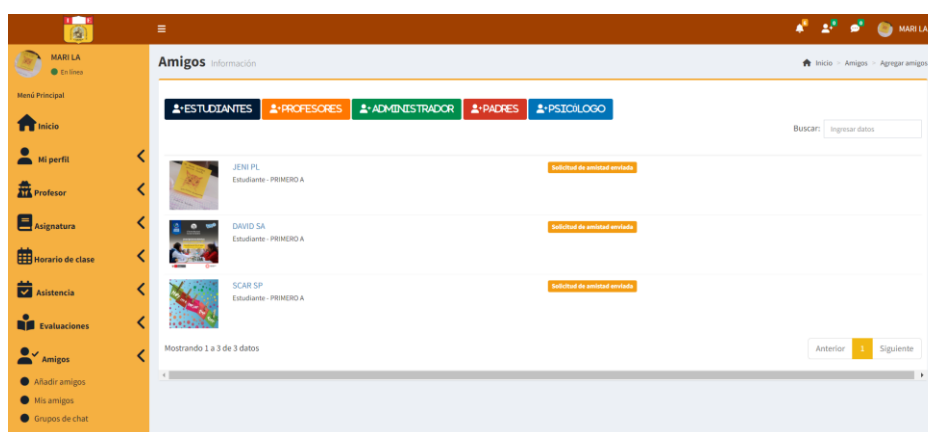 MARI LA
MARI LA
En línea
Amigos Información
Inicio - Amigos - Agregar amigos
Menú Principal
Inicio
Mi perfil
Profesor
Asignatura
Horario de clase
Asistencia
Evaluaciones
Amigos
Añadir amigos
Mis amigos
Grupos de chat
ESTUDIANTES
PROFESORES
ADMINISTRADOR
PADRES
PSICÓLOGO
Buscar: Ingresar datos
JENI PL
Estudiante - PRIMERO A
Solicitud de amistad enviada
DAVID SA
Estudiante - PRIMERO A
Solicitud de amistad enviada
SCAR SP
Estudiante - PRIMERO A
Solicitud de amistad enviada
Mostrando 1 a 3 de 3 datos
Anterior 1 Siguiente